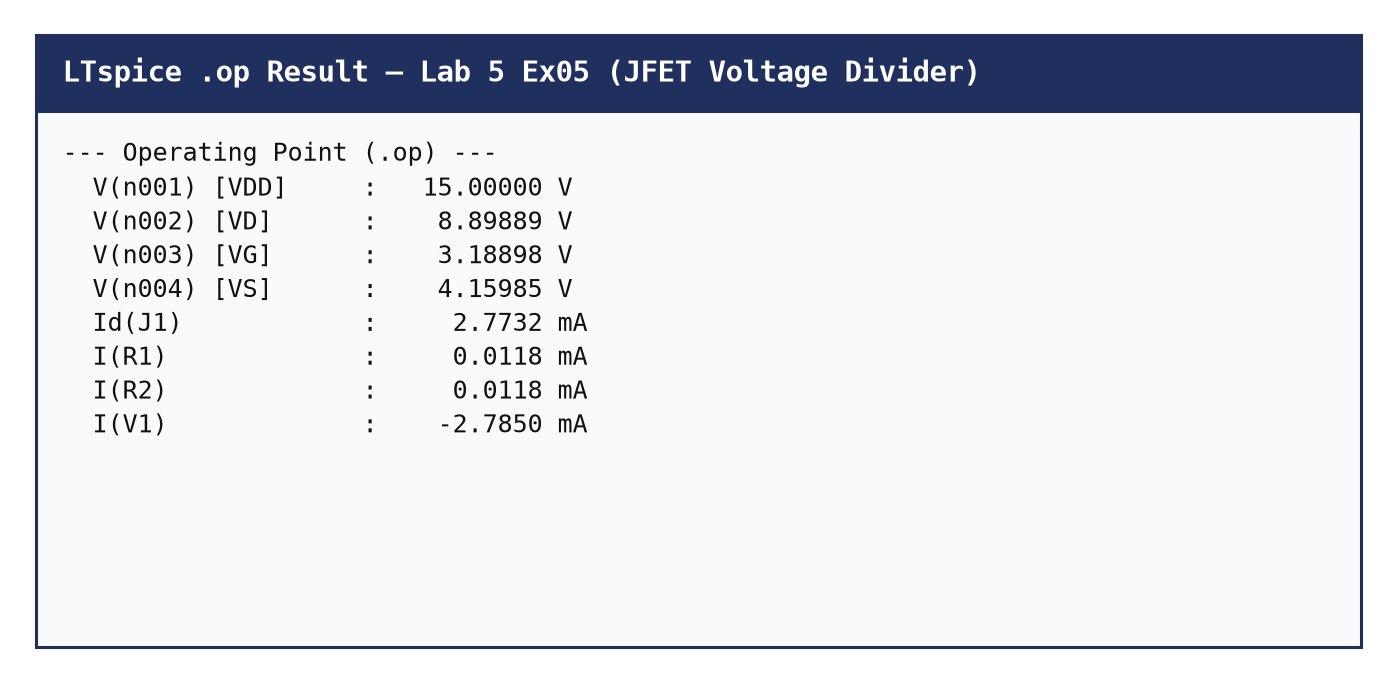 LTspice .op Result — Lab 5 Ex05 (JFET Voltage Divider)
--- Operating Point (.op) ---
V(n001) [VDD] : 15.00000 V
V(n002) [VD] : 8.89889 V
V(n003) [VG] : 3.18898 V
V(n004) [VS] : 4.15985 V
Id(J1) : 2.7732 mA
I(R1) : 0.0118 mA
I(R2) : 0.0118 mA
I(V1) : -2.7850 mA